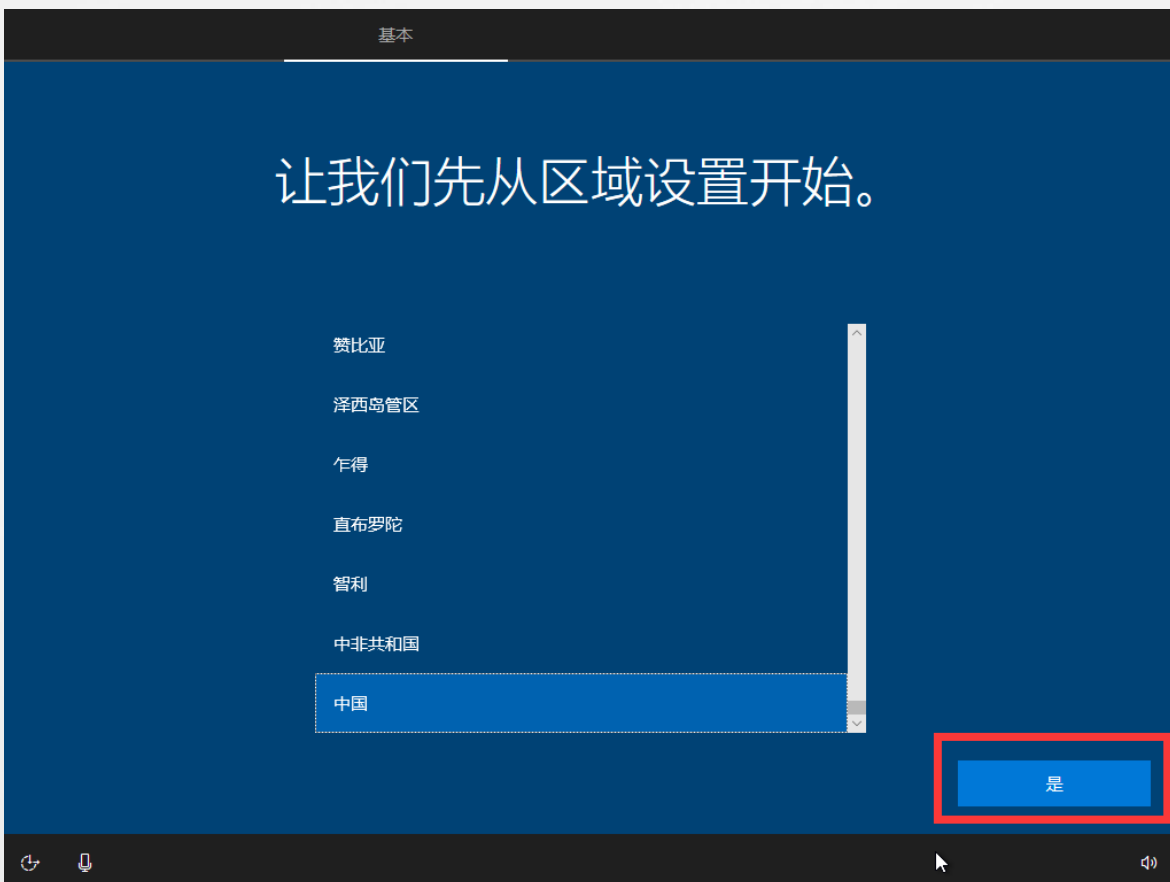 基本
让我们先从区域设置开始。
赞比亚
泽西岛管区
乍得
直布罗陀
智利
中非共和国
中国
是